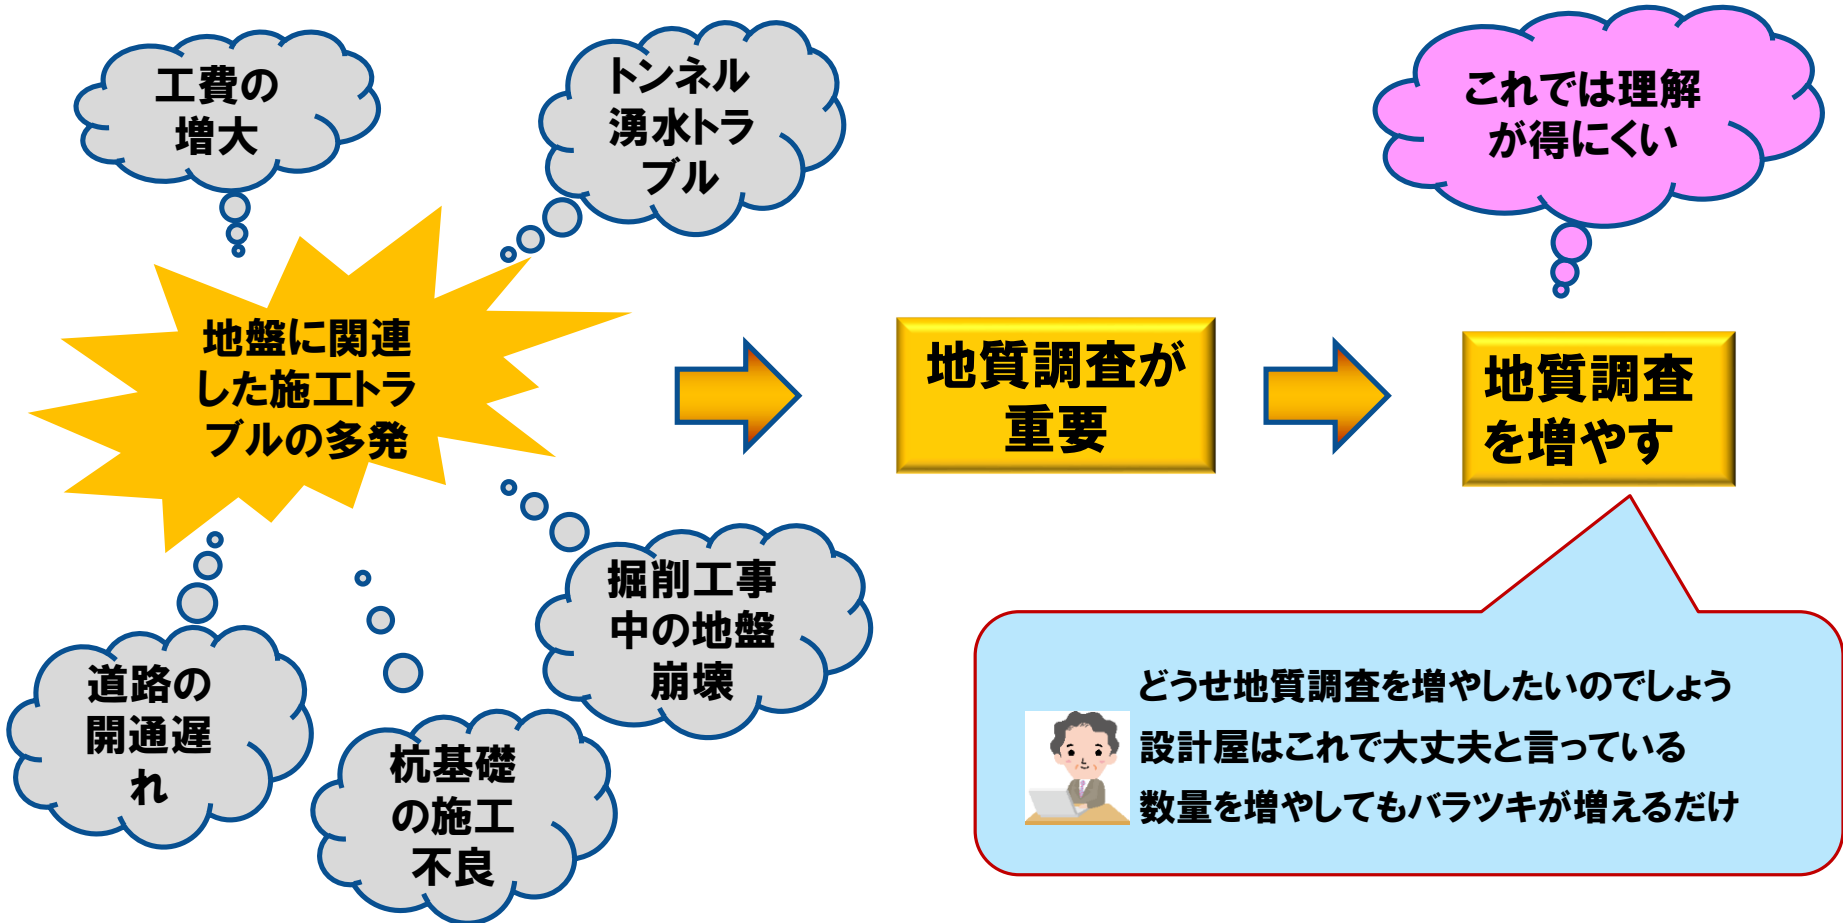 工費の
増大
トンネル
湧水トラ
ブル
これでは理解
が得にくい
地盤に関連
した施工トラ
ブルの多発
地質調査が
重要
地質調査
を増やす
掘削工事
中の地盤
崩壊
道路の
開通遅
れ
杭基礎
の施工
不良
どうせ地質調査を増やしたいのでしょう
設計屋はこれで大丈夫と言っている
数量を増やしてもバラツキが増えるだけ